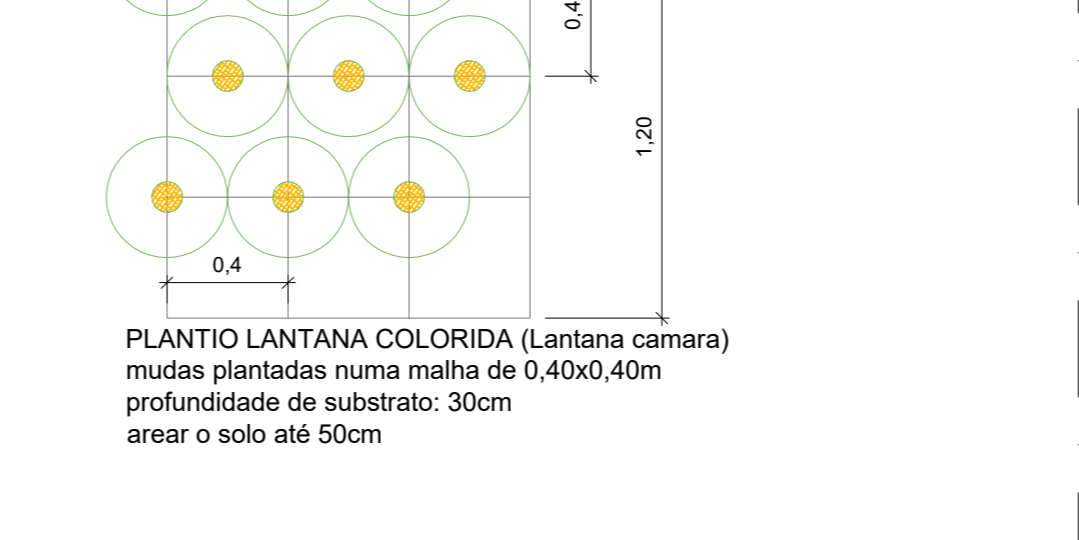 0,4
1,20
0,4
PLANTIO LANTANA COLORIDA (Lantana camara)
mudas plantadas numa malha de 0,40x0,40m
profundidade de substrato: 30cm
arear o solo até 50cm